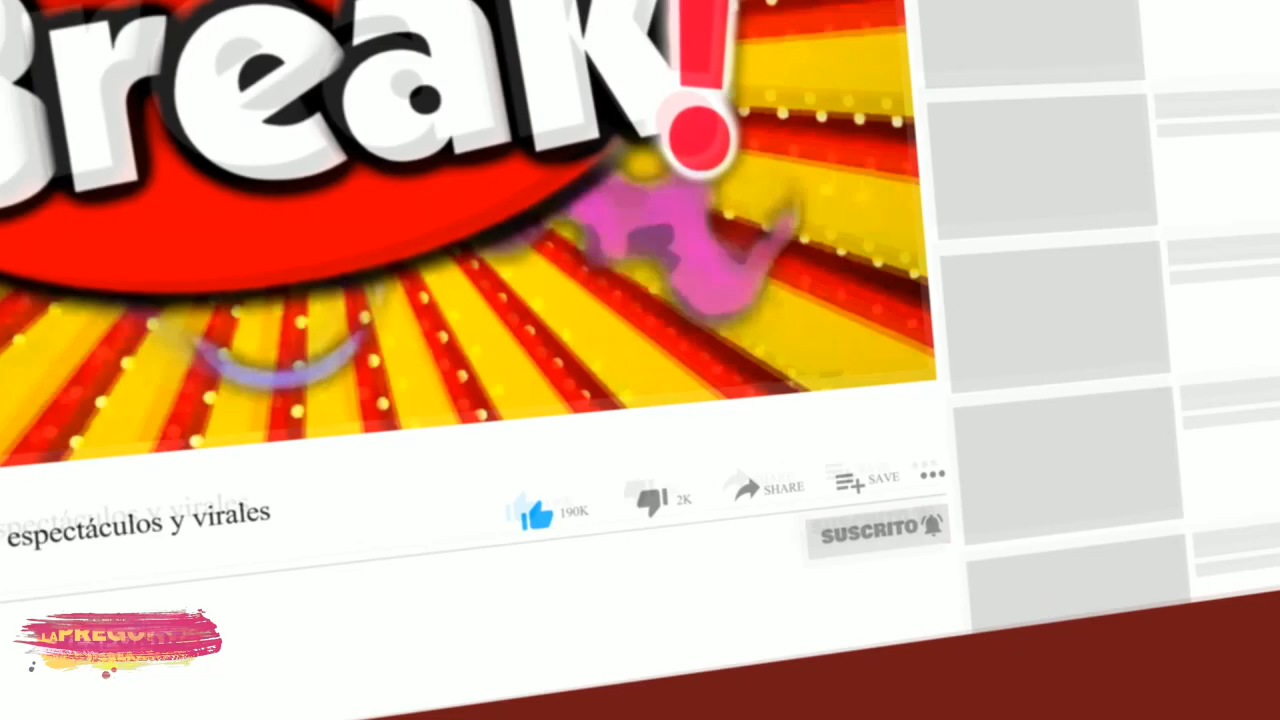 Break!
espectáculos y virales
190K
2K
SHARE
SAVE
SUSCRITO